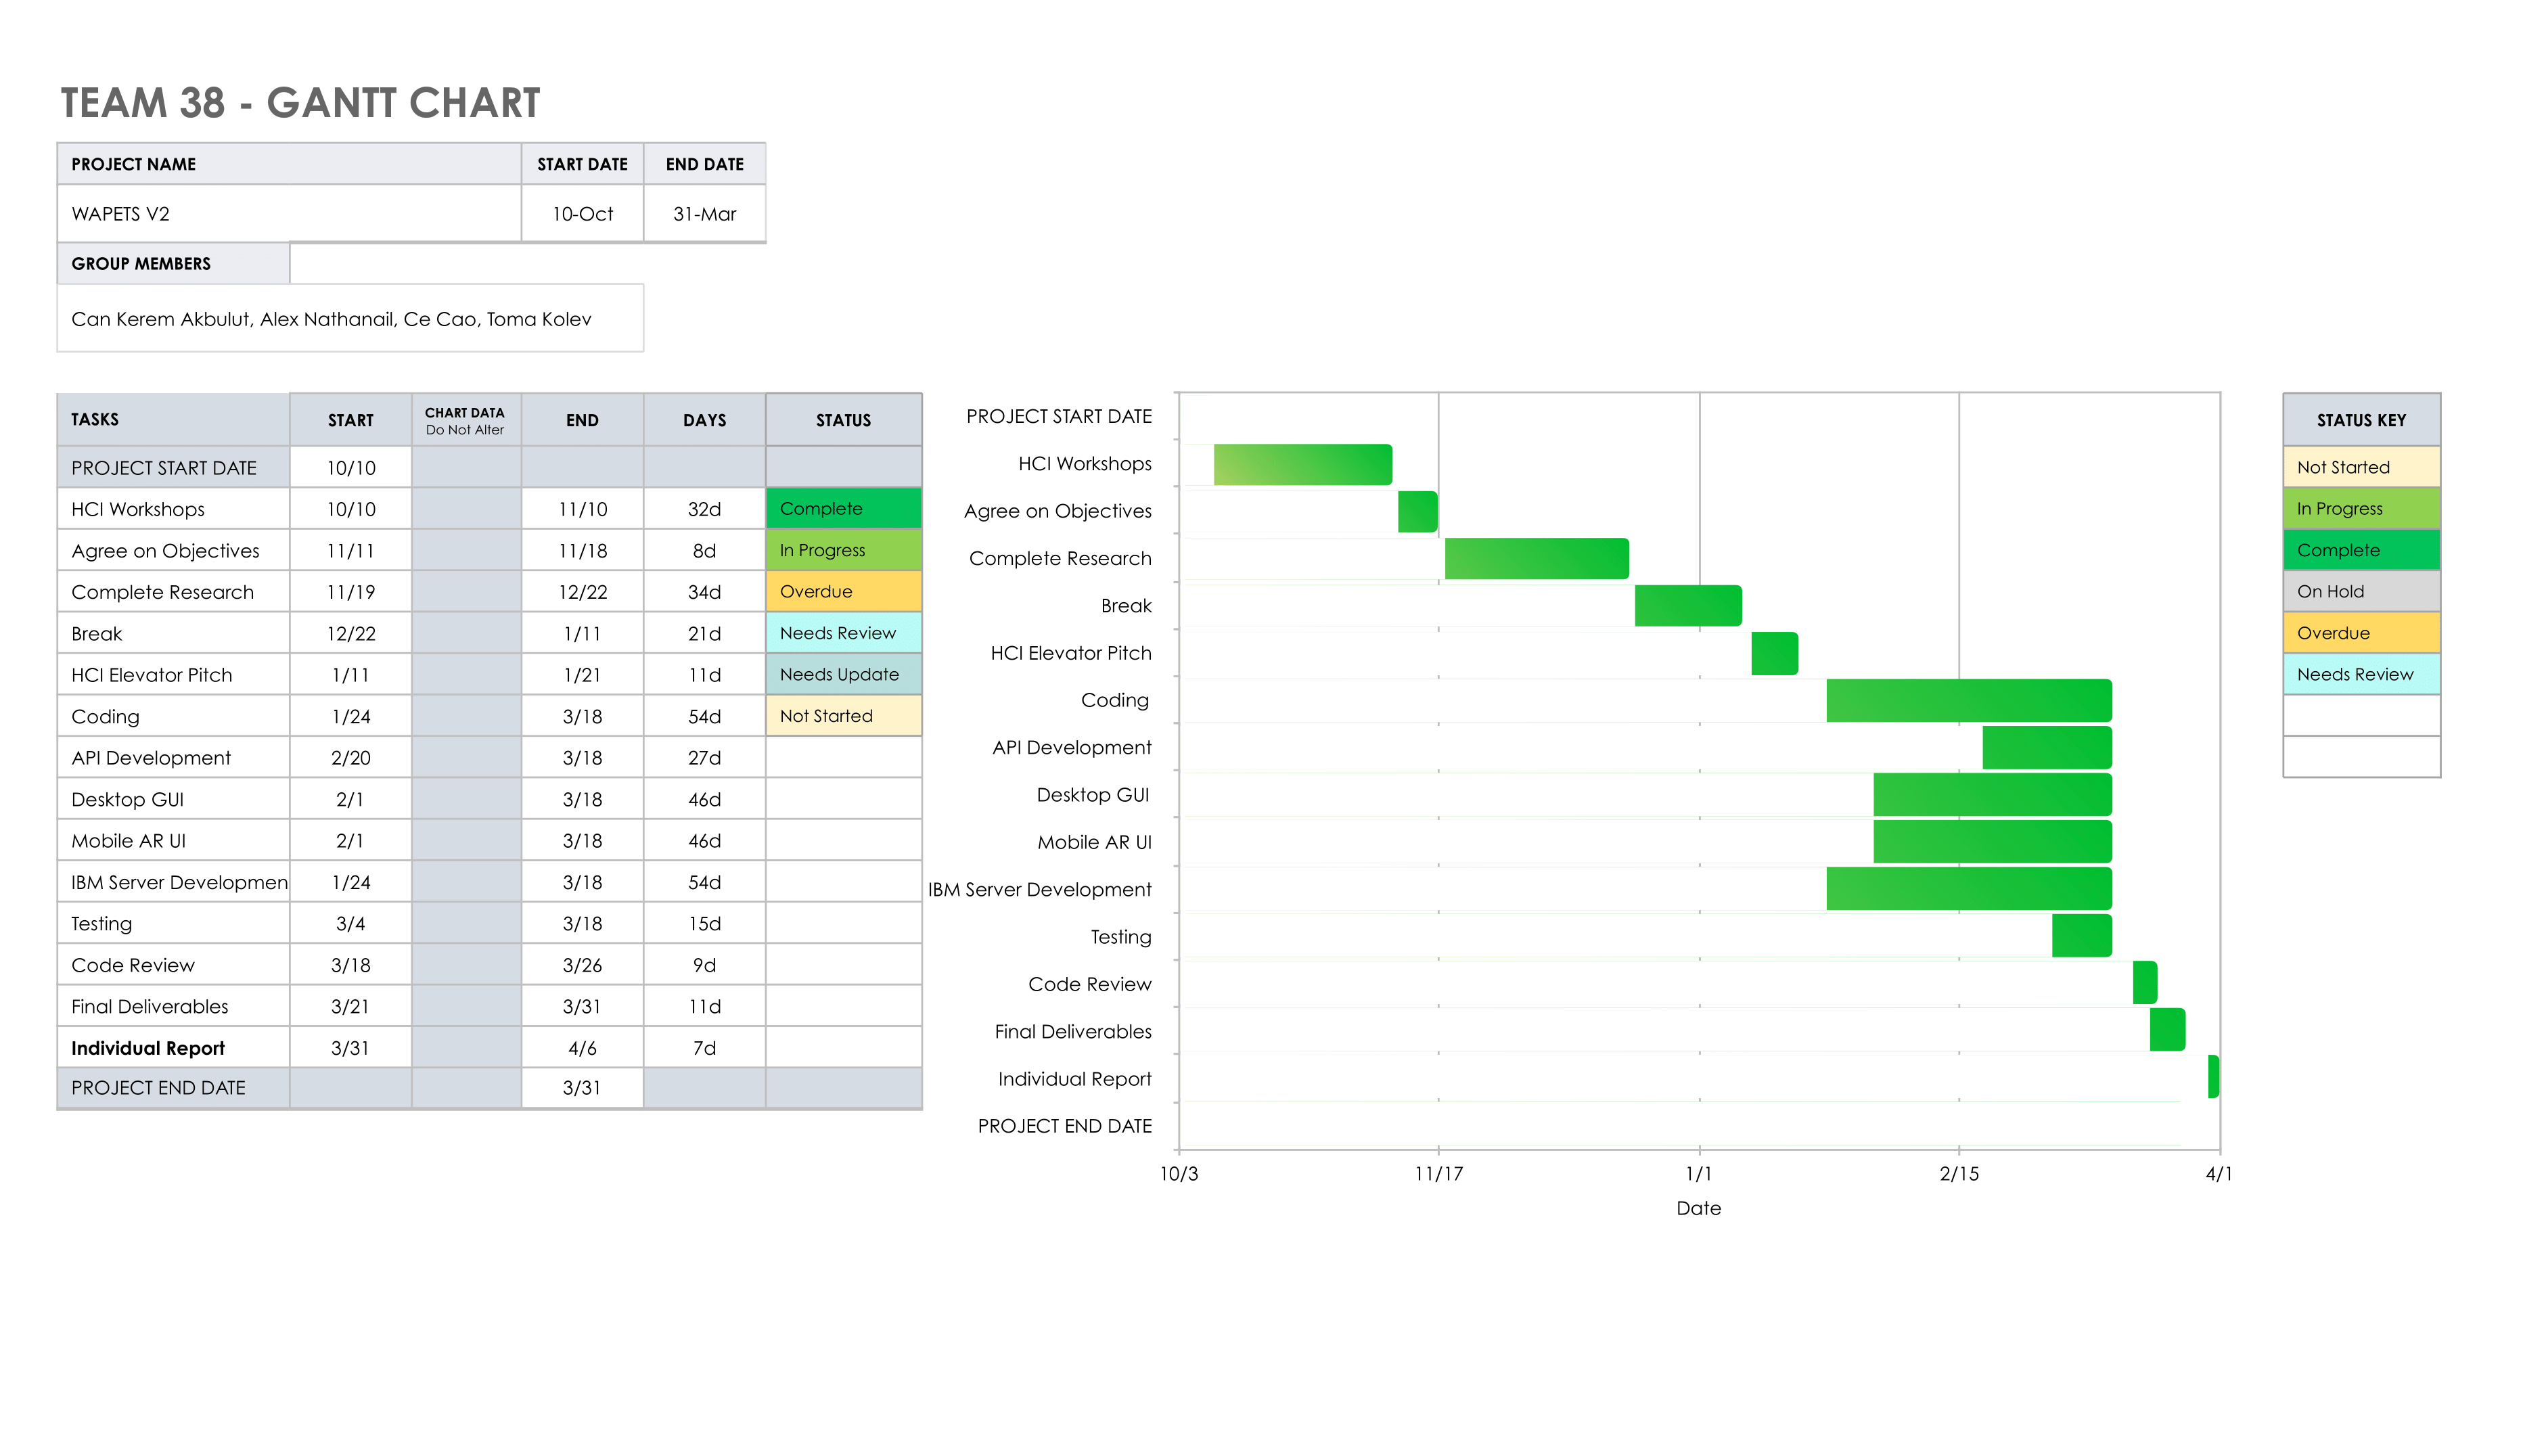 TEAM 38 - GANTT CHART
PROJECT NAME START DATE END DATE
WAPETS V2 10-Oct 31-Mar
GROUP MEMBERS
Can Kerem Akbulut, Alex Nathanail, Ce Cao, Toma Kolev
TASKS START CHART DATA Do Not Alter END DAYS STATUS
PROJECT START DATE 10/10
HCI Workshops 10/10 11/10 32d Complete
Agree on Objectives 11/11 11/18 8d In Progress
Complete Research 11/19 12/22 34d Overdue
Break 12/22 1/11 21d Needs Review
HCI Elevator Pitch 1/11 1/21 11d Needs Update
Coding 1/24 3/18 54d Not Started
API Development 2/20 3/18 27d
Desktop GUI 2/1 3/18 46d
Mobile AR UI 2/1 3/18 46d
IBM Server Developmen 1/24 3/18 54d
Testing 3/4 3/18 15d
Code Review 3/18 3/26 9d
Final Deliverables 3/21 3/31 11d
Individual Report 3/31 4/6 7d
PROJECT END DATE 3/31
PROJECT START DATE
HCI Workshops
Agree on Objectives
Complete Research
Break
HCI Elevator Pitch
Coding
API Development
Desktop GUI
Mobile AR UI
IBM Server Development
Testing
Code Review
Final Deliverables
Individual Report
PROJECT END DATE
10/3 11/17 1/1 2/15 4/1
Date
STATUS KEY
Not Started
In Progress
Complete
On Hold
Overdue
Needs Review